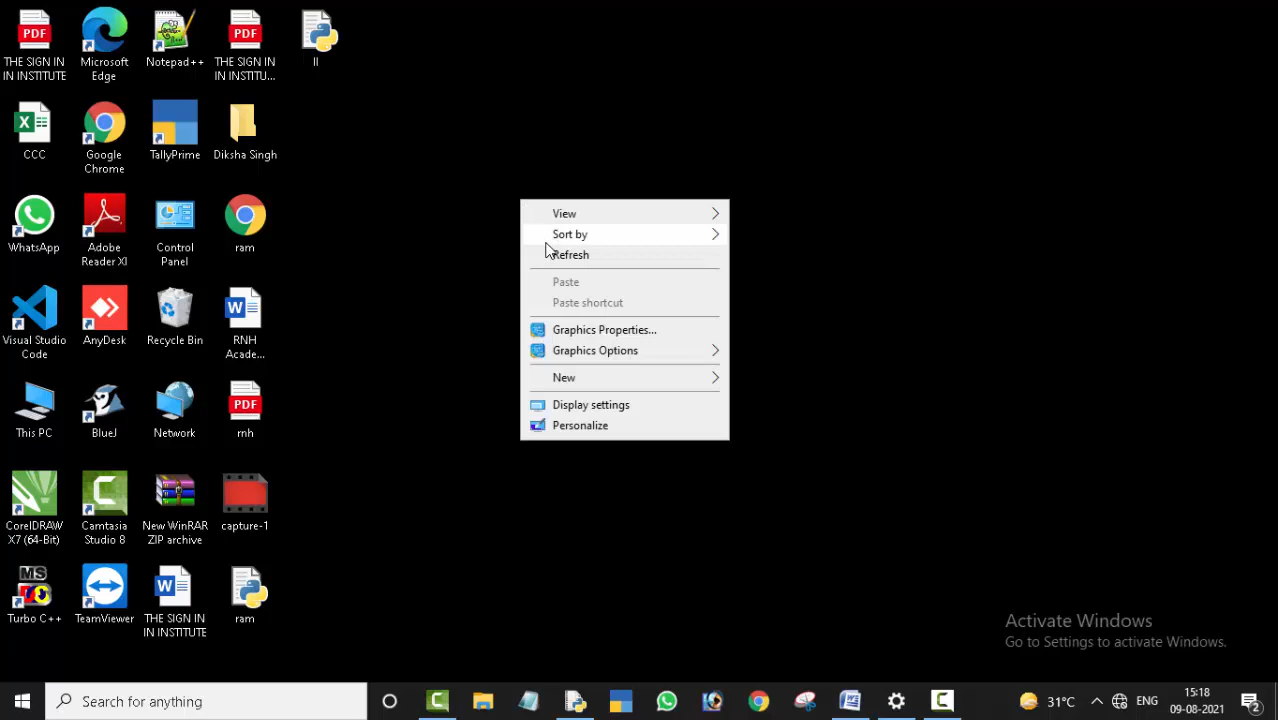 THE SIGN IN
IN INSTITUTE
Microsoft
Edge
Notepad++
THE SIGN IN
IN INSTITU...
ll
CCC
Google
Chrome
TallyPrime
Diksha Singh
WhatsApp
Adobe
Reader XI
Control
Panel
ram
Visual Studio
Code
AnyDesk
Recycle Bin
RNH
Acade...
This PC
BlueJ
Network
rnh
CorelDRAW
X7 (64-Bit)
Camtasia
Studio 8
New WinRAR
ZIP archive
capture-1
Turbo C++
TeamViewer
THE SIGN IN
IN INSTITUTE
ram
PDF
PDF
PDF
MS
View
Sort by
Refresh
Paste
Paste shortcut
Graphics Properties...
Graphics Options
New
Display settings
Personalize
Activate Windows
Go to Settings to activate Windows.
Search for anything
31°C
ENG
15:18
09-08-2021
2